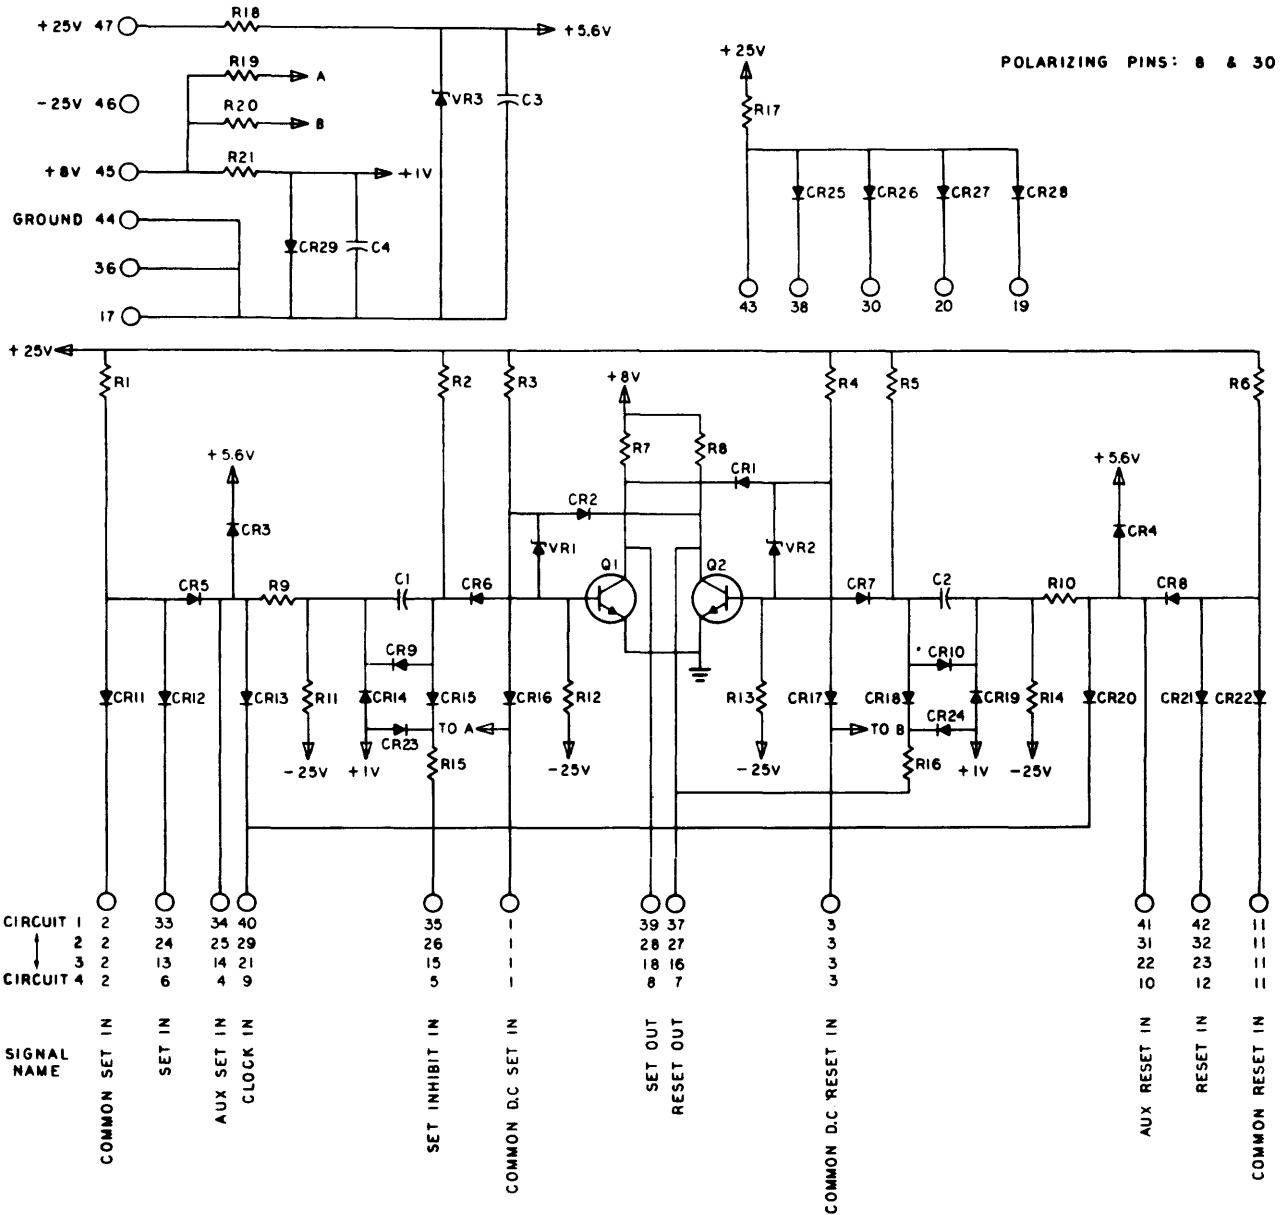 +25V 47 R18 +5.6V
R19 A
-25V 46
R20 B
VR3 C3
+8V 45 R21 +1V
GROUND 44
CR29 C4
36
17
+25V
R17
CR25 CR26 CR27 CR28
43 38 30 20 19
POLARIZING PINS: 8 & 30
+25V
R1 R2 R3 R4 R5 R6
+8V
R7 R8
+5.6V CR1 +5.6V
CR2
CR3 VR1 VR2 CR4
Q1 Q2
CR5 R9 C1 CR6 CR7 C2 R10 CR8
CR9 CR10
CR11 CR12 CR13 R11 CR14 CR15 CR16 R12 R13 CR17 CR18 CR19 R14 CR20 CR21 CR22
CR23 TO A TO B CR24
-25V +1V R15 -25V -25V R16 +1V -25V
CIRCUIT 1 2 33 34 40 35 1 39 37 3 41 42 11
2 2 24 25 29 26 1 28 27 3 31 32 11
3 2 13 14 21 15 1 18 16 3 22 23 11
CIRCUIT 4 2 6 4 9 5 1 8 7 3 10 12 11
SIGNAL
NAME
COMMON SET IN
SET IN
AUX SET IN
CLOCK IN
SET INHIBIT IN
COMMON D.C SET IN
SET OUT
RESET OUT
COMMON D.C RESET IN
AUX RESET IN
RESET IN
COMMON RESET IN